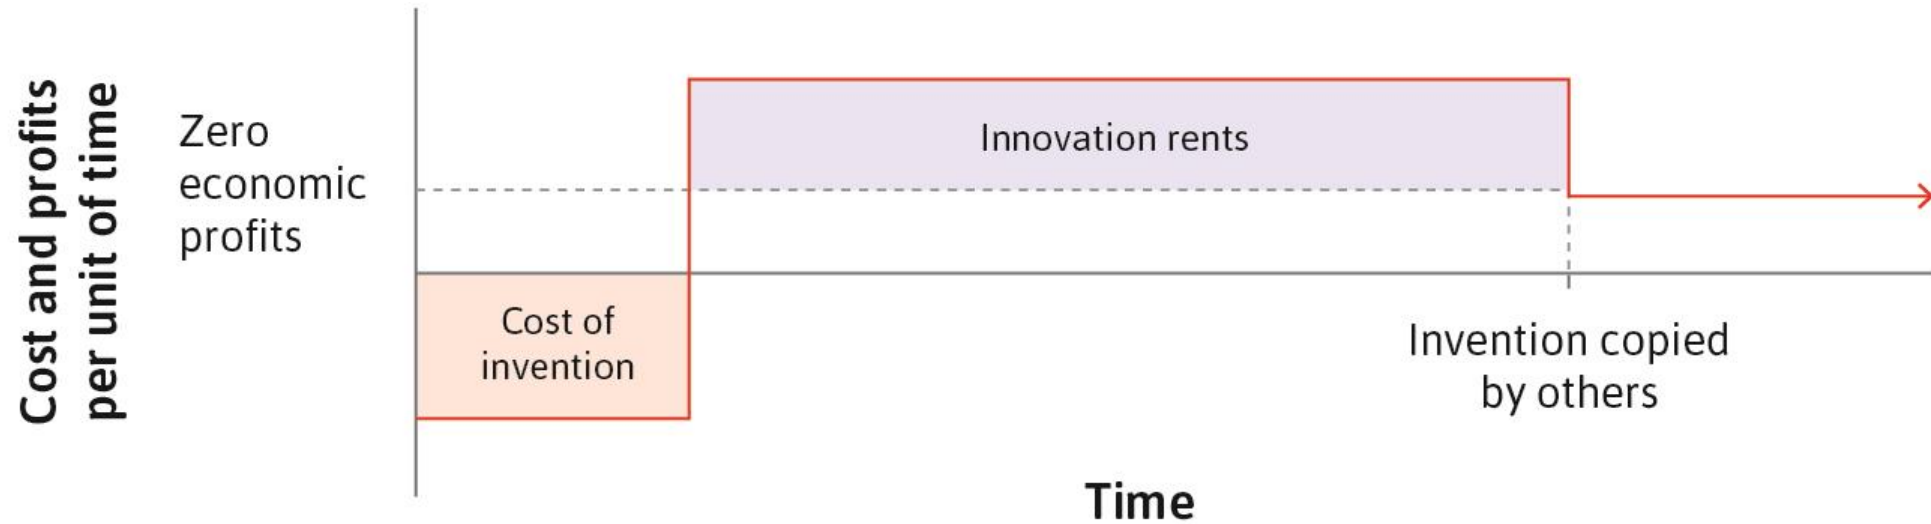 Cost and profits
per unit of time
Zero
economic
profits
Innovation rents
Cost of
invention
Invention copied
by others
Time